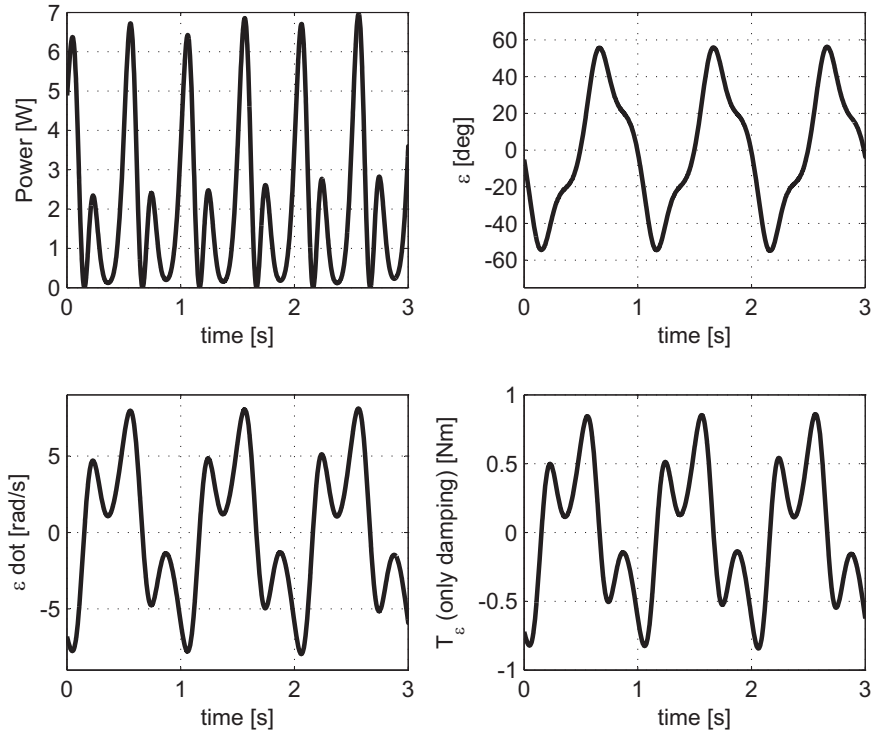 7
6
5
4
3
2
1
0
Power [W]
0 1 2 3
time [s]
60
40
20
0
-20
-40
-60
ε [deg]
0 1 2 3
time [s]
5
0
-5
ε dot [rad/s]
0 1 2 3
time [s]
1
0.5
0
-0.5
-1
T ε (only damping) [Nm]
0 1 2 3
time [s]